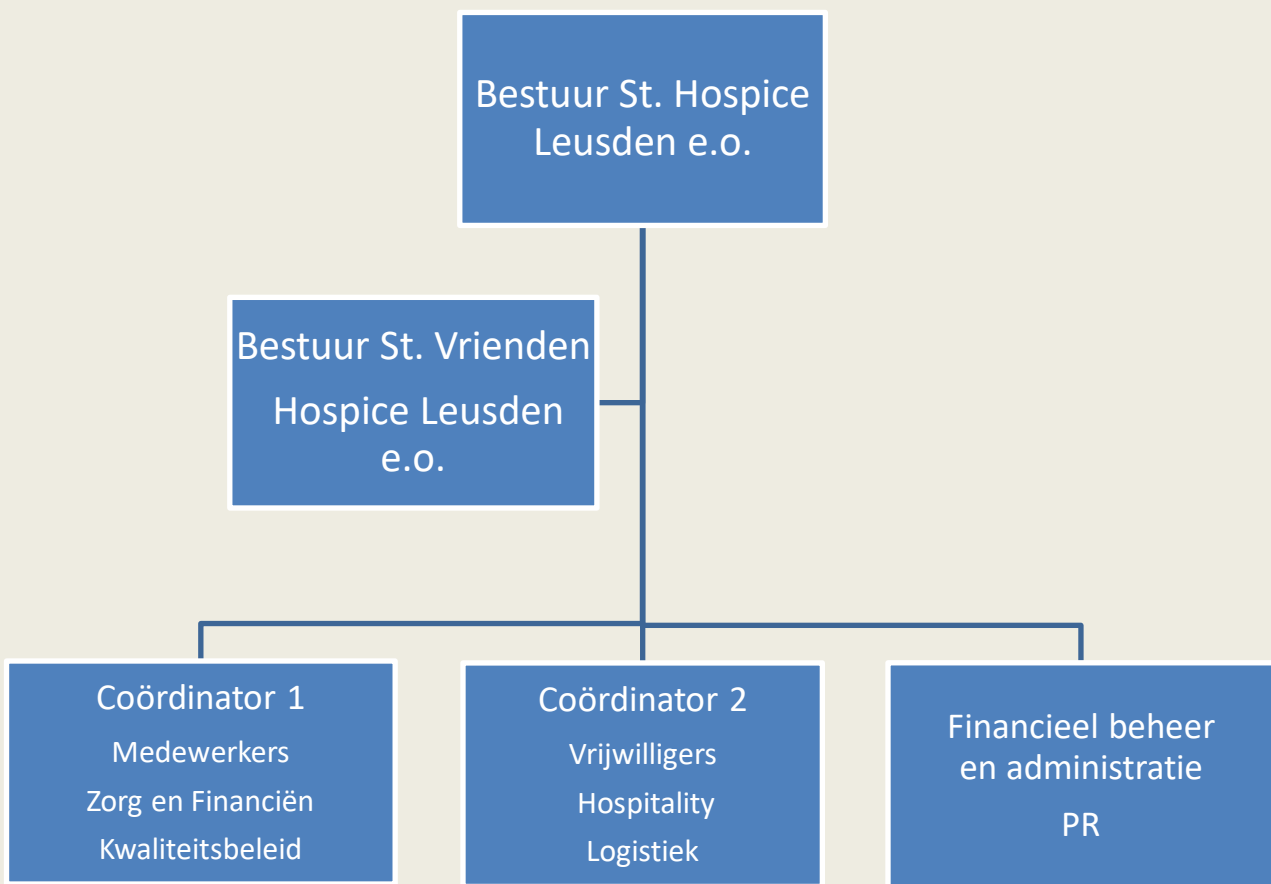 Bestuur St. Hospice
Leusden e.o.
Bestuur St. Vrienden
Hospice Leusden
e.o.
Coördinator 1
Medewerkers
Zorg en Financiën
Kwaliteitsbeleid
Coördinator 2
Vrijwilligers
Hospitality
Logistiek
Financieel beheer
en administratie
PR